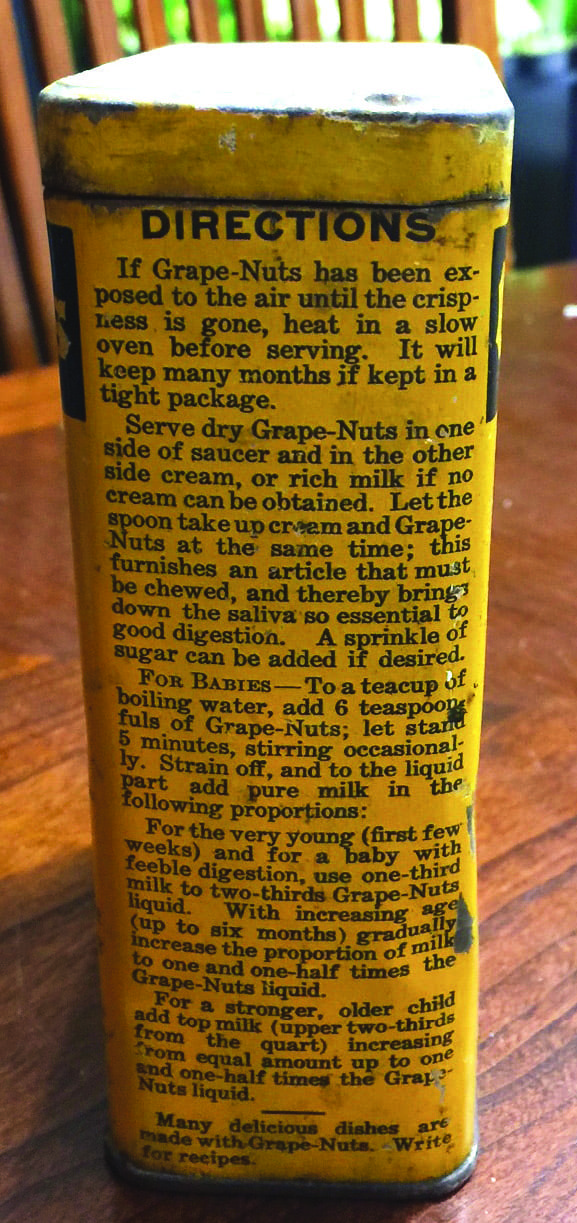 DIRECTIONS
If Grape-Nuts has been ex-
posed to the air until the crisp-
ness is gone, heat in a slow
oven before serving. It will
keep many months if kept in a
tight package.
Serve dry Grape-Nuts in one
side of saucer and in the other
side cream, or rich milk if no
cream can be obtained. Let the
spoon take up cream and Grape-
Nuts at the same time; this
furnishes an article that must
be chewed, and thereby brings
down the saliva so essential to
good digestion. A sprinkle of
sugar can be added if desired.
FOR BABIES—To a teacup of
boiling water, add 6 teaspoon-
fuls of Grape-Nuts; let stand
5 minutes, stirring occasional-
ly. Strain off, and to the liquid
part add pure milk in the
following proportions:
For the very young (first few
weeks) and for a baby with
feeble digestion, use one-third
milk to two-thirds Grape-Nuts
liquid. With increasing age
(up to six months) gradually
increase the proportion of milk
to one and one-half times the
Grape-Nuts liquid.
For a stronger, older child
add top milk (upper two-thirds
from the quart) increasing
from equal amount up to one
and one-half times the Grape-
Nuts liquid.
Many delicious dishes are
made with Grape-Nuts. Write
for recipes.